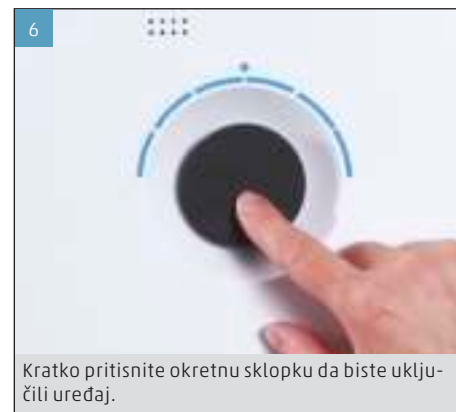 6
Kratko pritisnite okretnu sklopku da biste uklju-
čili uređaj.